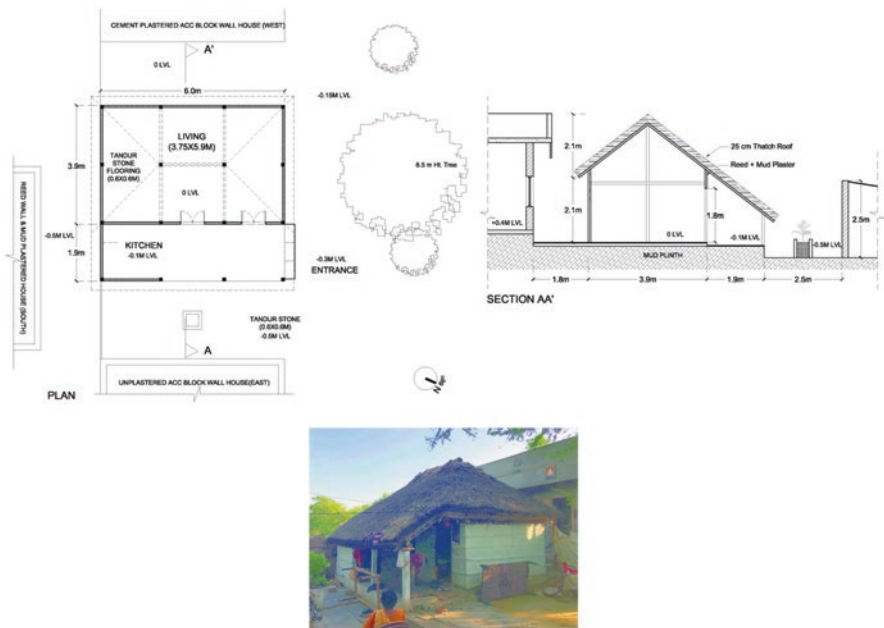 CEMENT PLASTERED ACC BLOCK WALL HOUSE (WEST)
A'
0 LVL
6.0m
-0.15M LVL
3.9m
LIVING
(3.75X5.9M)
TANDUR
STONE
FLOORING
(0.6X0.6M)
0 LVL
8.5 m Ht. Tree
REED WALL & MUD PLASTERED HOUSE (SOUTH)
-0.5M LVL
1.9m
KITCHEN
-0.1M LVL
-0.3M LVL
ENTRANCE
TANDUR STONE
(0.6X0.6M)
-0.5M LVL
A
UNPLASTERED ACC BLOCK WALL HOUSE(EAST)
PLAN
N
2.1m
25 cm Thatch Roof
Reed + Mud Plaster
2.1m
1.8m
2.5m
+0.4M LVL
0 LVL
-0.1M LVL
-0.5M LVL
MUD PLINTH
1.8m
3.9m
1.9m
2.5m
SECTION AA'